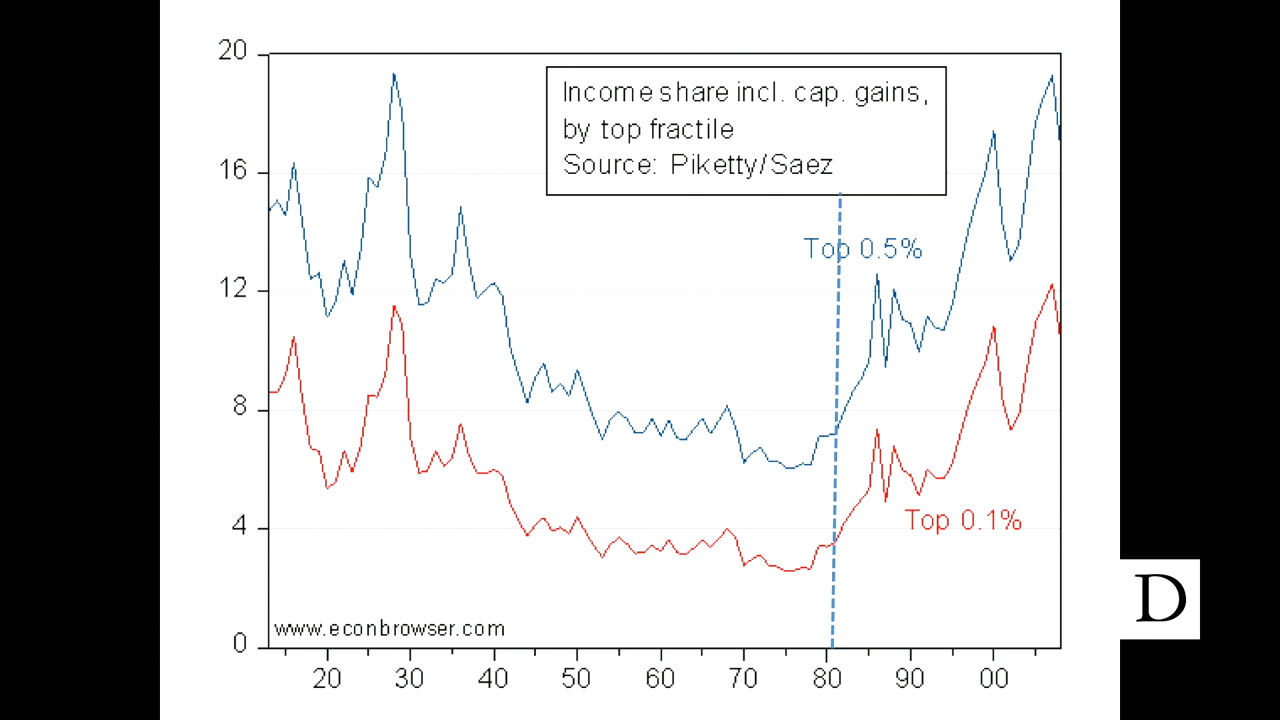 20
Income share incl. cap. gains,
by top fractile
Source: Piketty/Saez
16
Top 0.5%
12
8
Top 0.1%
4
D
www.econbrowser.com
0
20 30 40 50 60 70 80 90 00